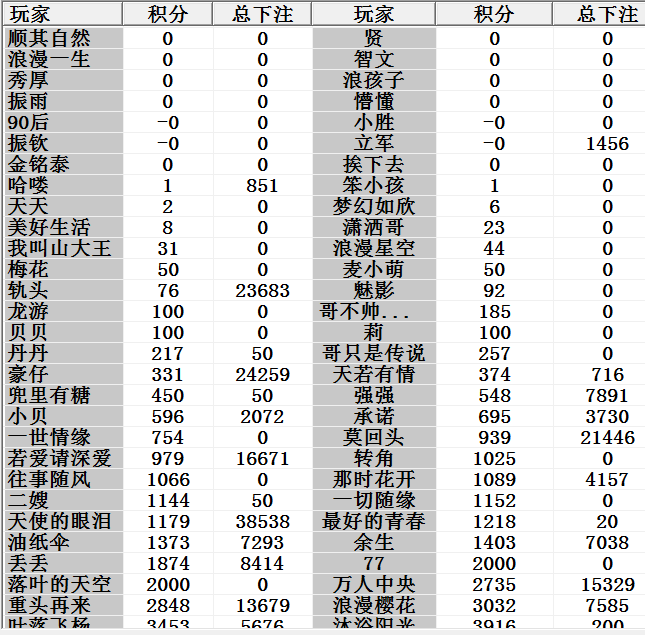 玩家 积分 总下注 玩家 积分 总下注
顺其自然 0 0 贤 0 0
浪漫一生 0 0 智文 0 0
秀厚 0 0 浪孩子 0 0
振雨 0 0 懵懂 0 0
90后 -0 0 小胜 -0 0
振钦 -0 0 立军 -0 1456
金铭泰 0 0 挨下去 0 0
哈喽 1 851 笨小孩 1 0
天天 2 0 梦幻如欣 6 0
美好生活 8 0 潇洒哥 23 0
我叫山大王 31 0 浪漫星空 44 0
梅花 50 0 麦小萌 50 0
轨头 76 23683 魅影 92 0
龙游 100 0 哥不帅... 185 0
贝贝 100 0 莉 100 0
丹丹 217 50 哥只是传说 257 0
豪仔 331 24259 天若有情 374 716
兜里有糖 450 50 强强 548 7891
小贝 596 2072 承诺 695 3730
一世情缘 754 0 莫回头 939 21446
若爱请深爱 979 16671 转角 1025 0
往事随风 1066 0 那时花开 1089 4157
二嫂 1144 50 一切随缘 1152 0
天使的眼泪 1179 38538 最好的青春 1218 20
油纸伞 1373 7293 余生 1403 7038
丢丢 1874 8414 77 2000 0
落叶的天空 2000 0 万人中央 2735 15329
重头再来 2848 13679 浪漫樱花 3032 7585
叶落飞杨 3453 5676 沐浴阳光 3916 200